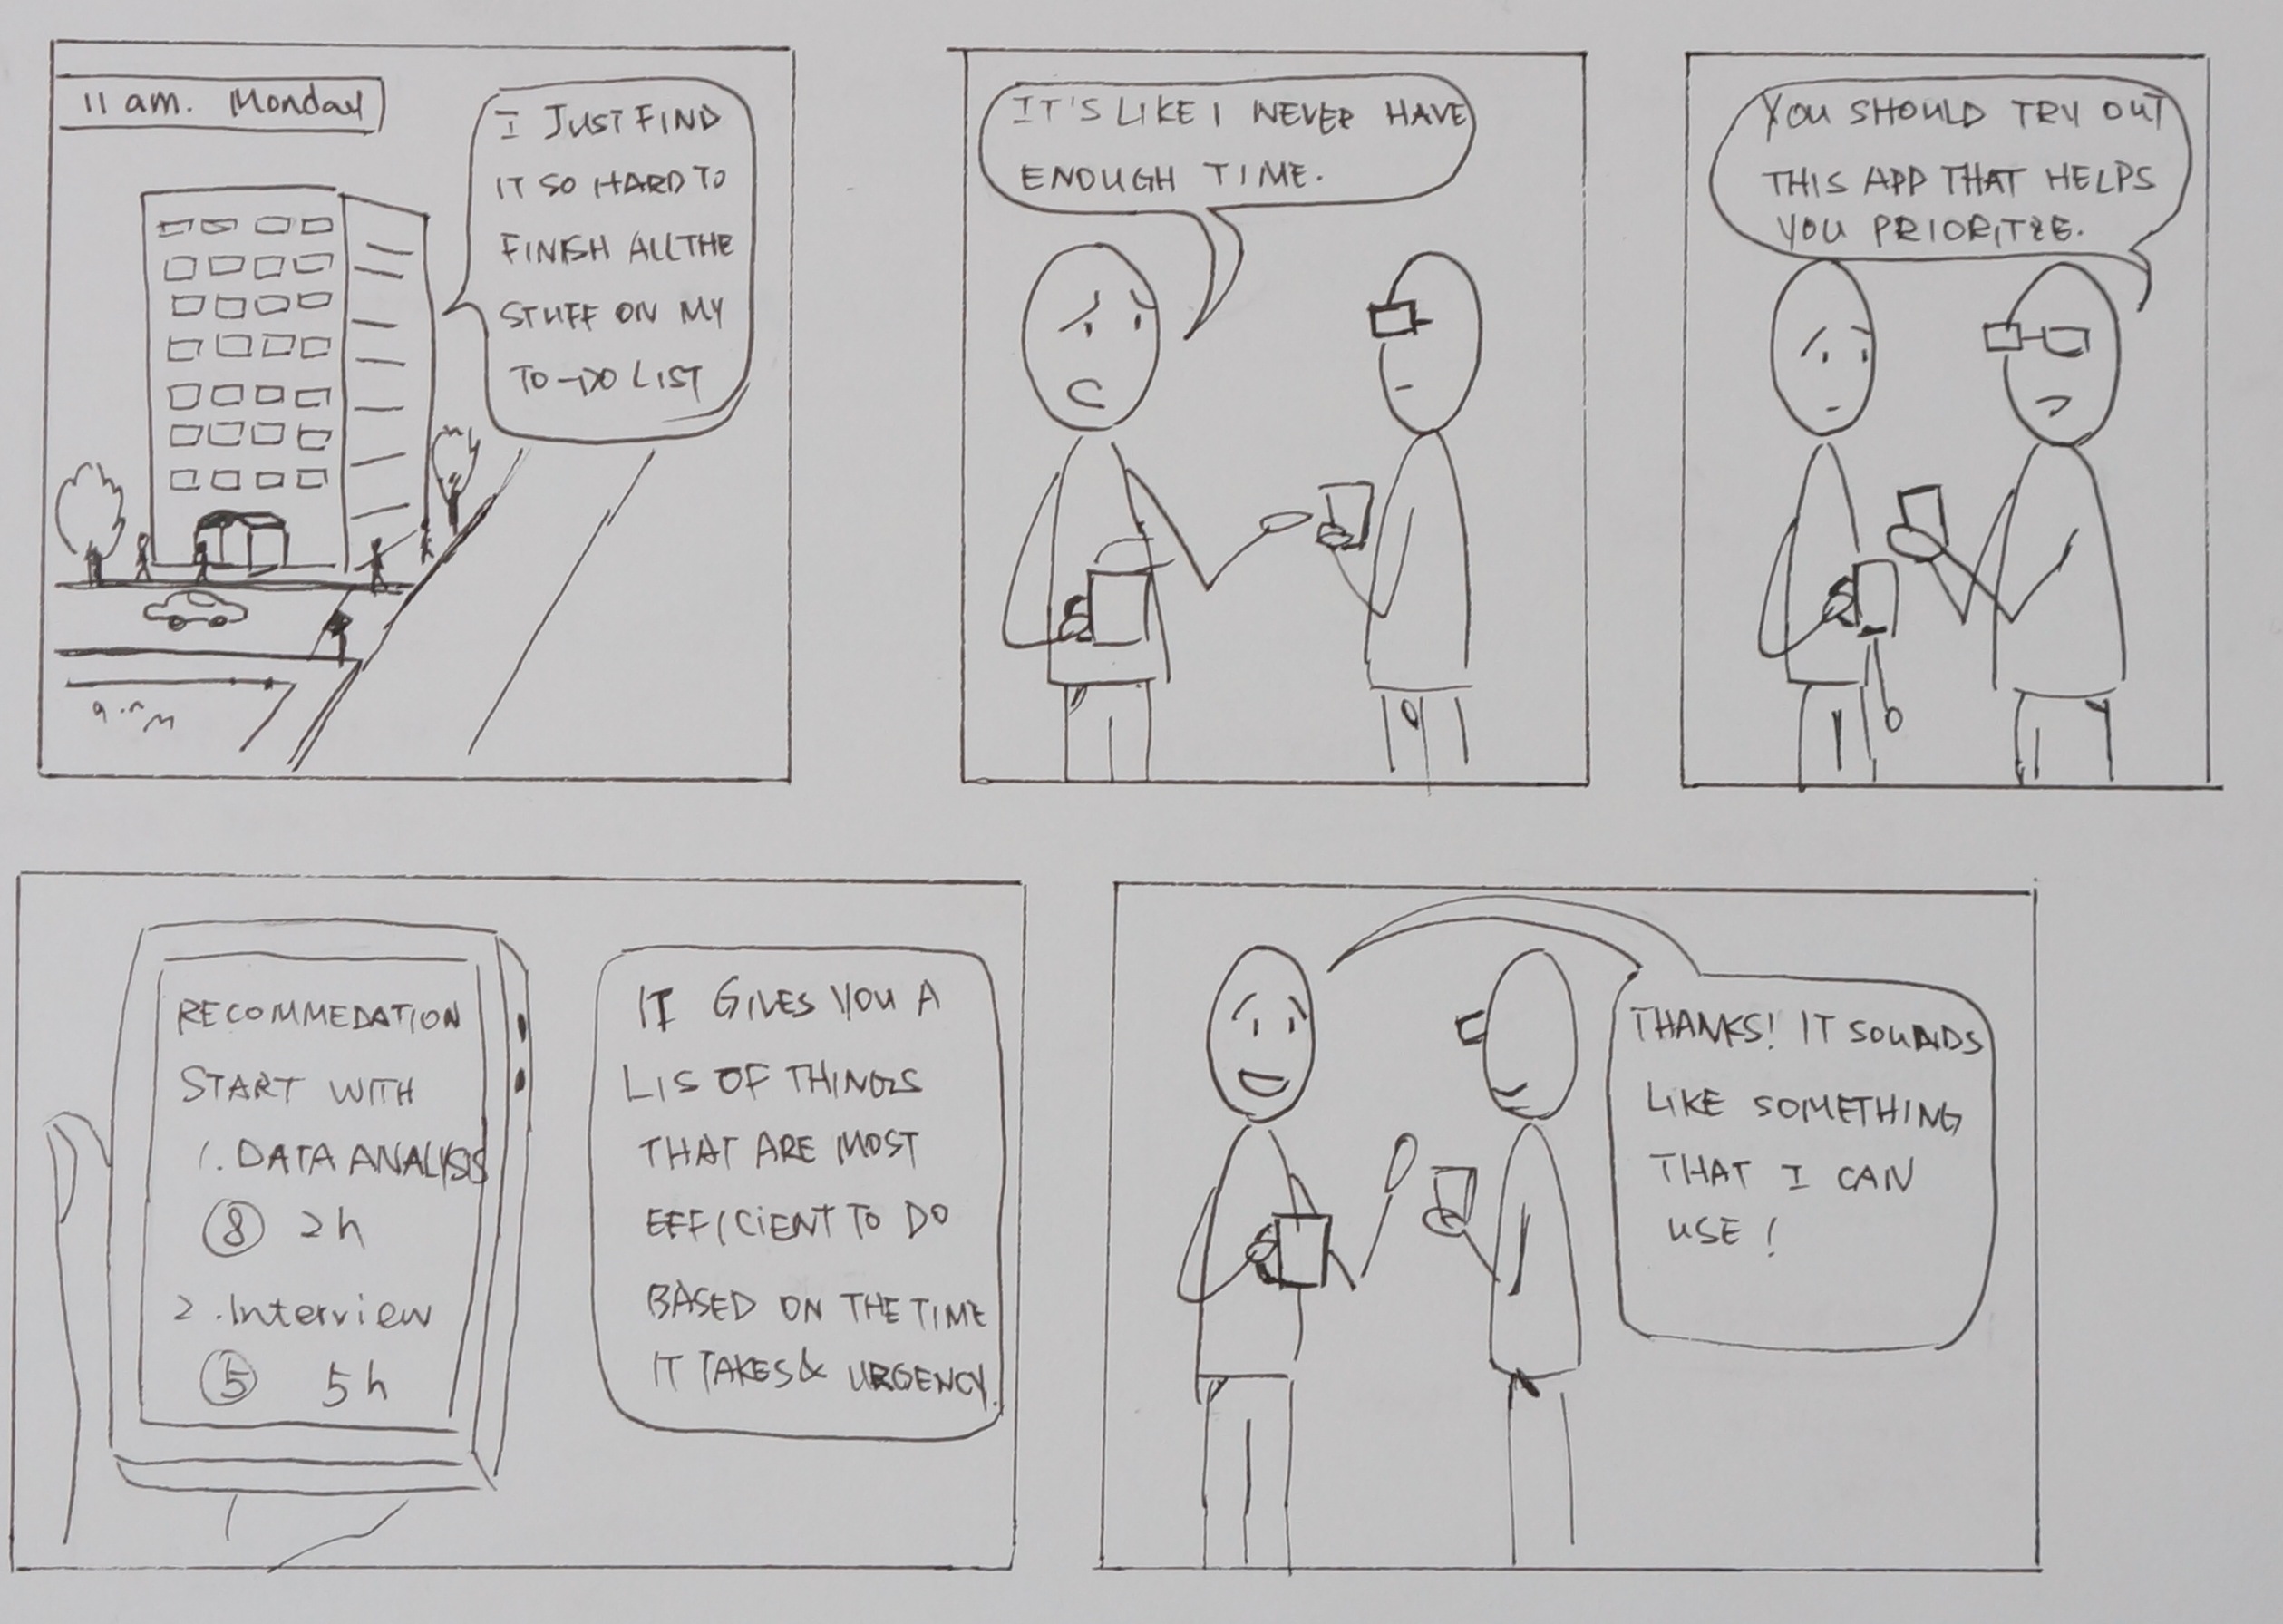 11 am. Monday
I JUST FIND
IT SO HARD TO
FINISH ALL THE
STUFF ON MY
TO-DO LIST
IT'S LIKE I NEVER HAVE
ENOUGH TIME.
YOU SHOULD TRY OUT
THIS APP THAT HELPS
YOU PRIORITZE.
RECOMMEDATION
START WITH
1. DATA ANALYSIS
8 2h
2. Interview
5 5h
IT GIVES YOU A
LIS OF THINGS
THAT ARE MOST
EFFICIENT TO DO
BASED ON THE TIME
IT TAKES & URGENCY.
THANKS! IT SOUNDS
LIKE SOMETHING
THAT I CAN
USE!